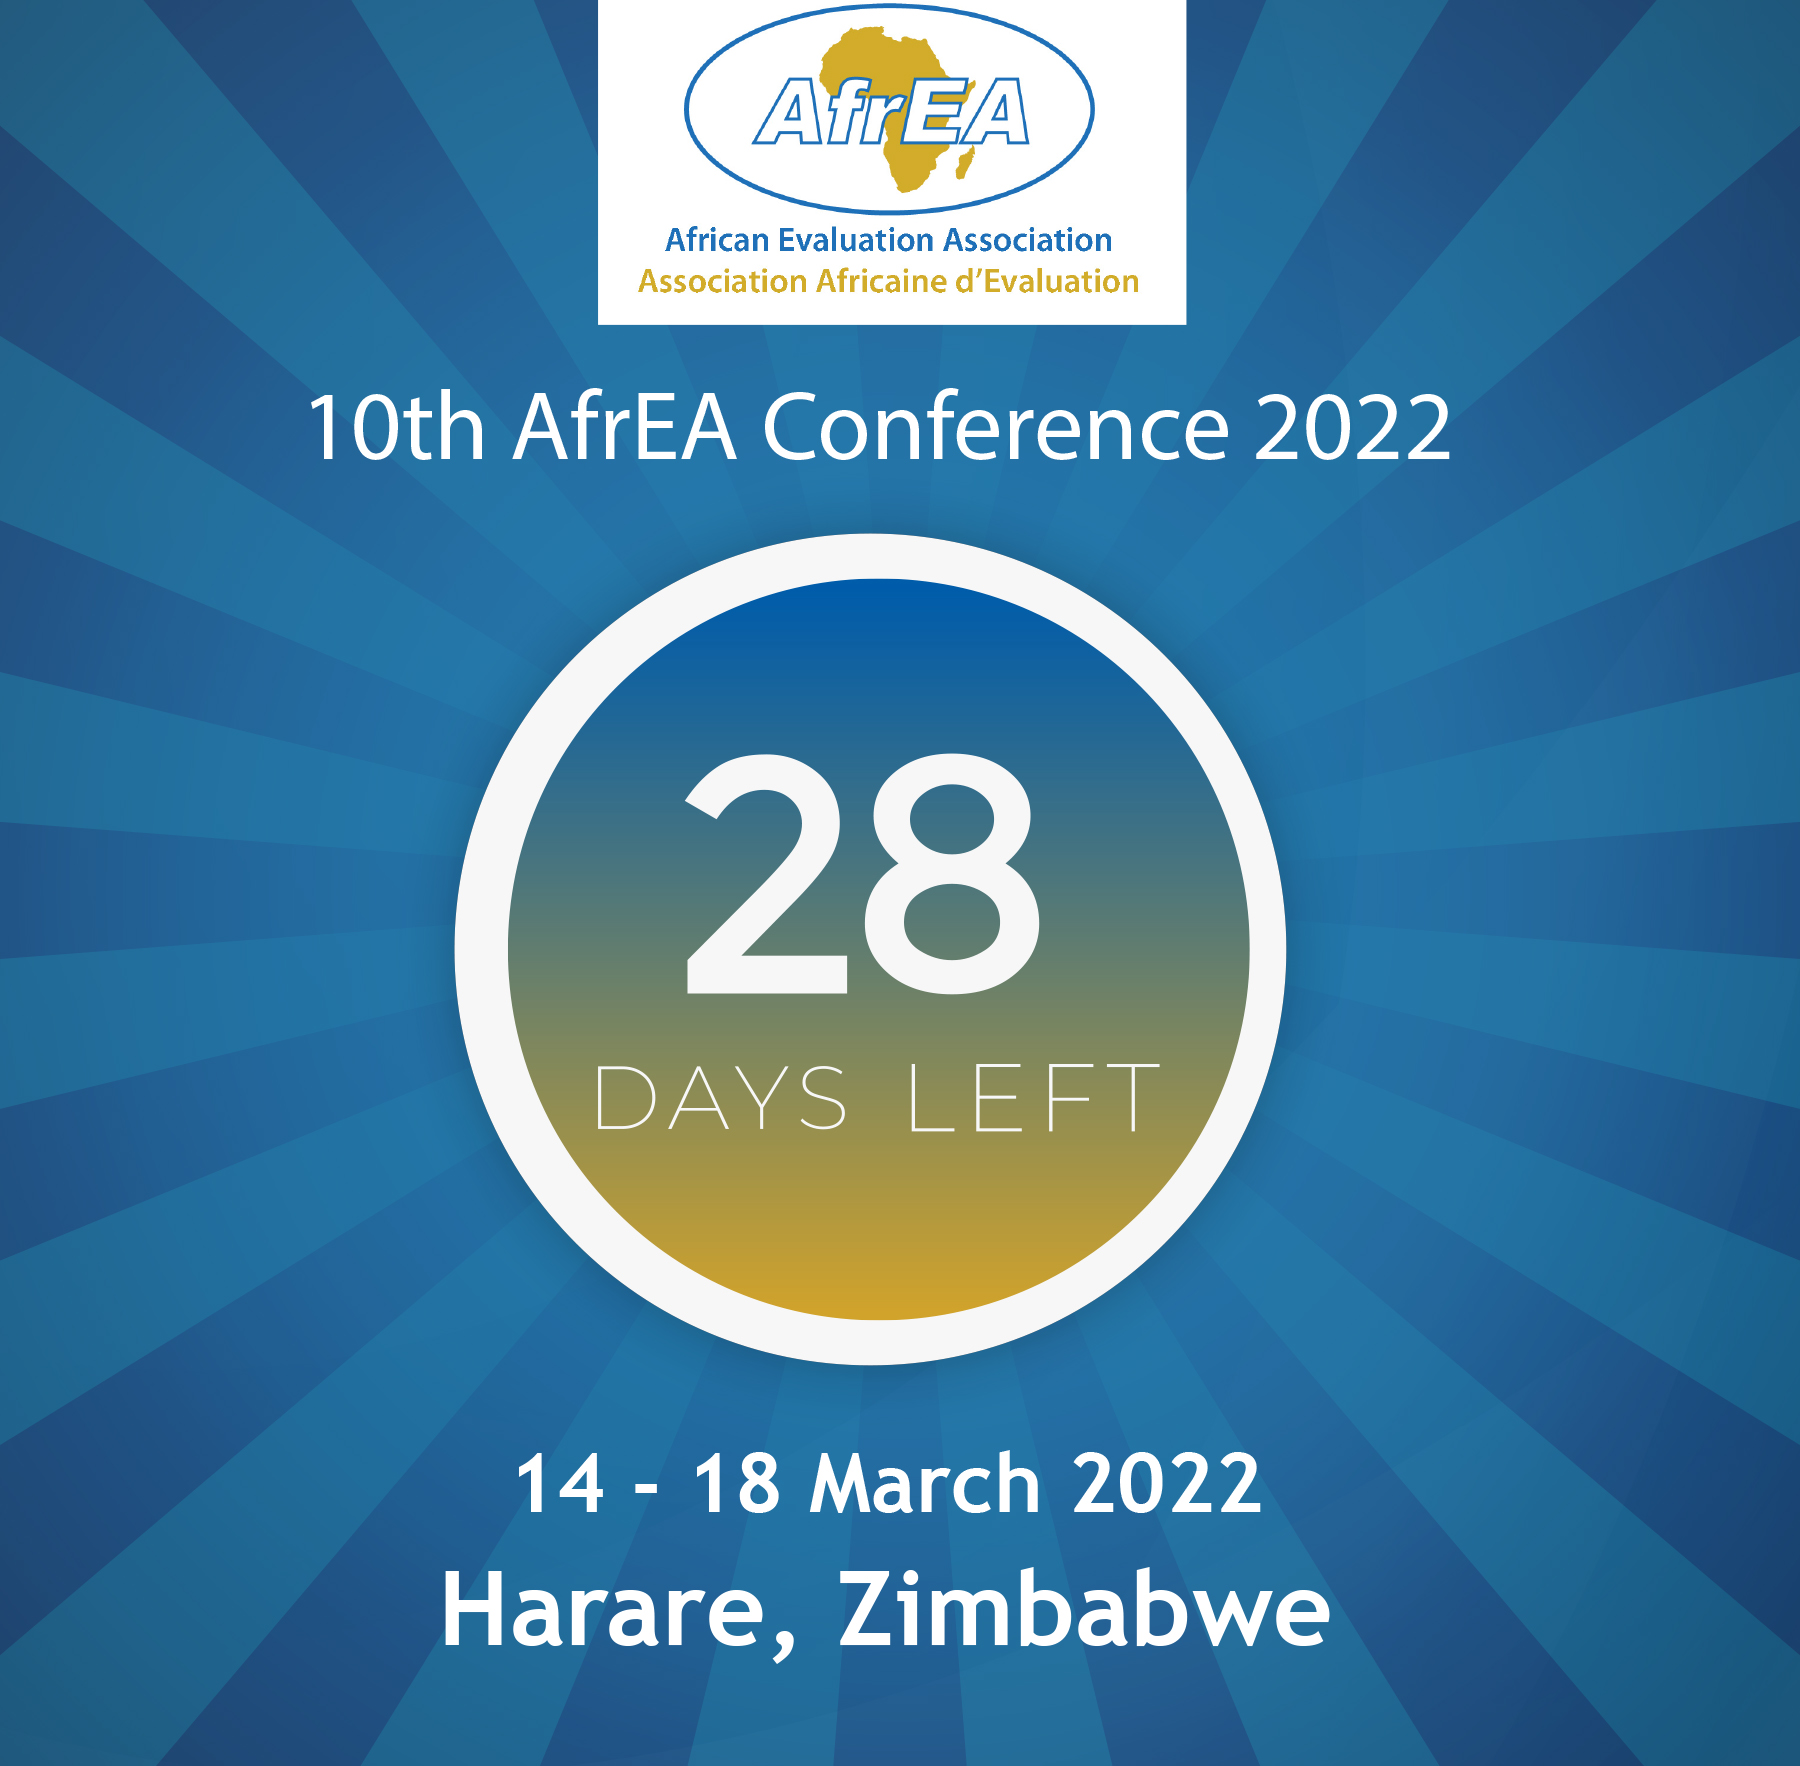 AfrEA
African Evaluation Association
Association Africaine d’Evaluation
10th AfrEA Conference 2022
28
DAYS LEFT
14 - 18 March 2022
Harare, Zimbabwe